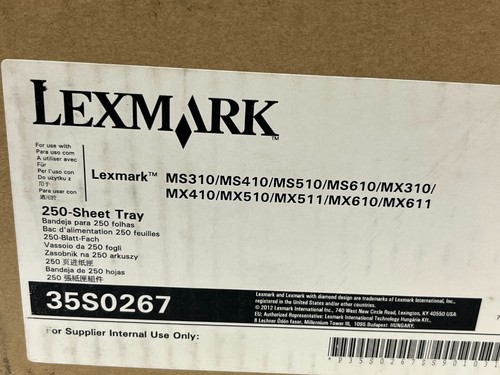 LEXMARK™
For use with
Para uso com
A utiliser avec
Für
Per l'uso con
Do użytku z
用于
Para usar con
適用於
Lexmark™ MS310/MS410/MS510/MS610/MX310/
MX410/MX510/MX511/MX610/MX611
250-Sheet Tray
Bandeja para 250 folhas
Bac d'alimentation 250 feuilles
250-Blatt-Fach
Vassoio da 250 fogli
Zasobnik na 250 arkuszy
250 页进纸匣
Bandeja de 250 hojas
250 張紙匣組件
35S0267
Lexmark and Lexmark with diamond design are trademarks of Lexmark International, Inc.,
registered in the United States and/or other countries.
© 2012 Lexmark International, Inc., 740 West New Circle Road, Lexington, KY 40550 USA
EU; Authorized Representative: Lexmark International Technology Hungária Kft.,
8 Lechner Ödön Fasor, Millennium Tower III, 1095 Budapest HUNGARY.
For Supplier Internal Use Only: